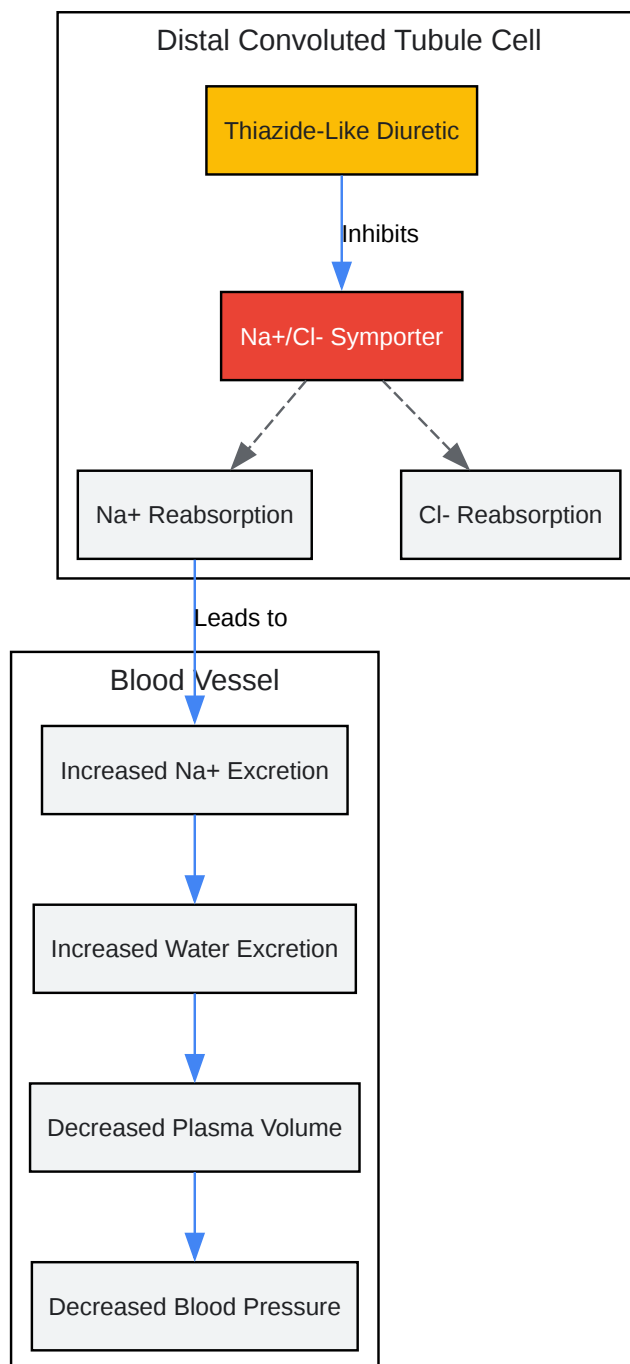 Distal Convoluted Tubule Cell
Thiazide-Like Diuretic
Inhibits
Na+/Cl- Symporter
Na+ Reabsorption
Cl- Reabsorption
Leads to
Blood Vessel
Increased Na+ Excretion
Increased Water Excretion
Decreased Plasma Volume
Decreased Blood Pressure